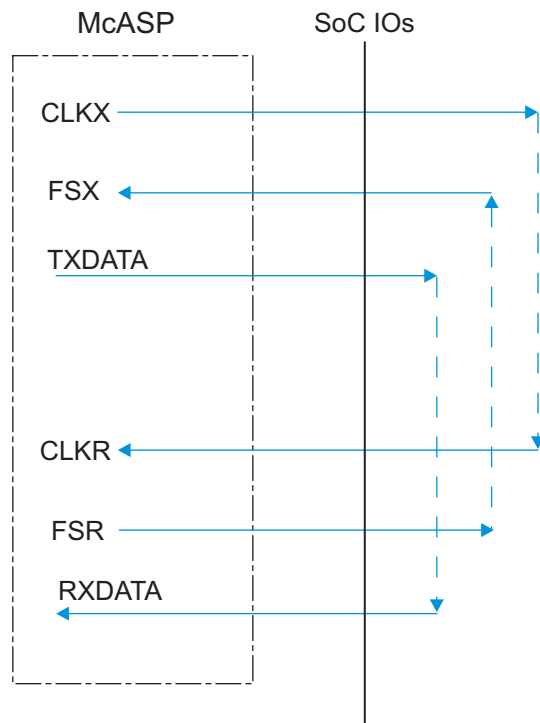 McASP
SoC IOs
CLKX
FSX
TXDATA
CLKR
FSR
RXDATA